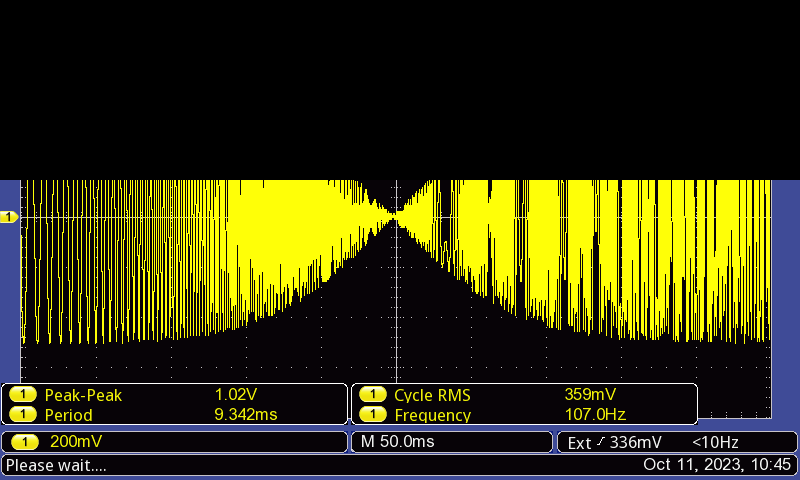 1
1 Peak-Peak 1.02V 1 Cycle RMS 359mV
1 Period 9.342ms 1 Frequency 107.0Hz
1 200mV M 50.0ms Ext 336mV <10Hz
Please wait.... Oct 11, 2023, 10:45